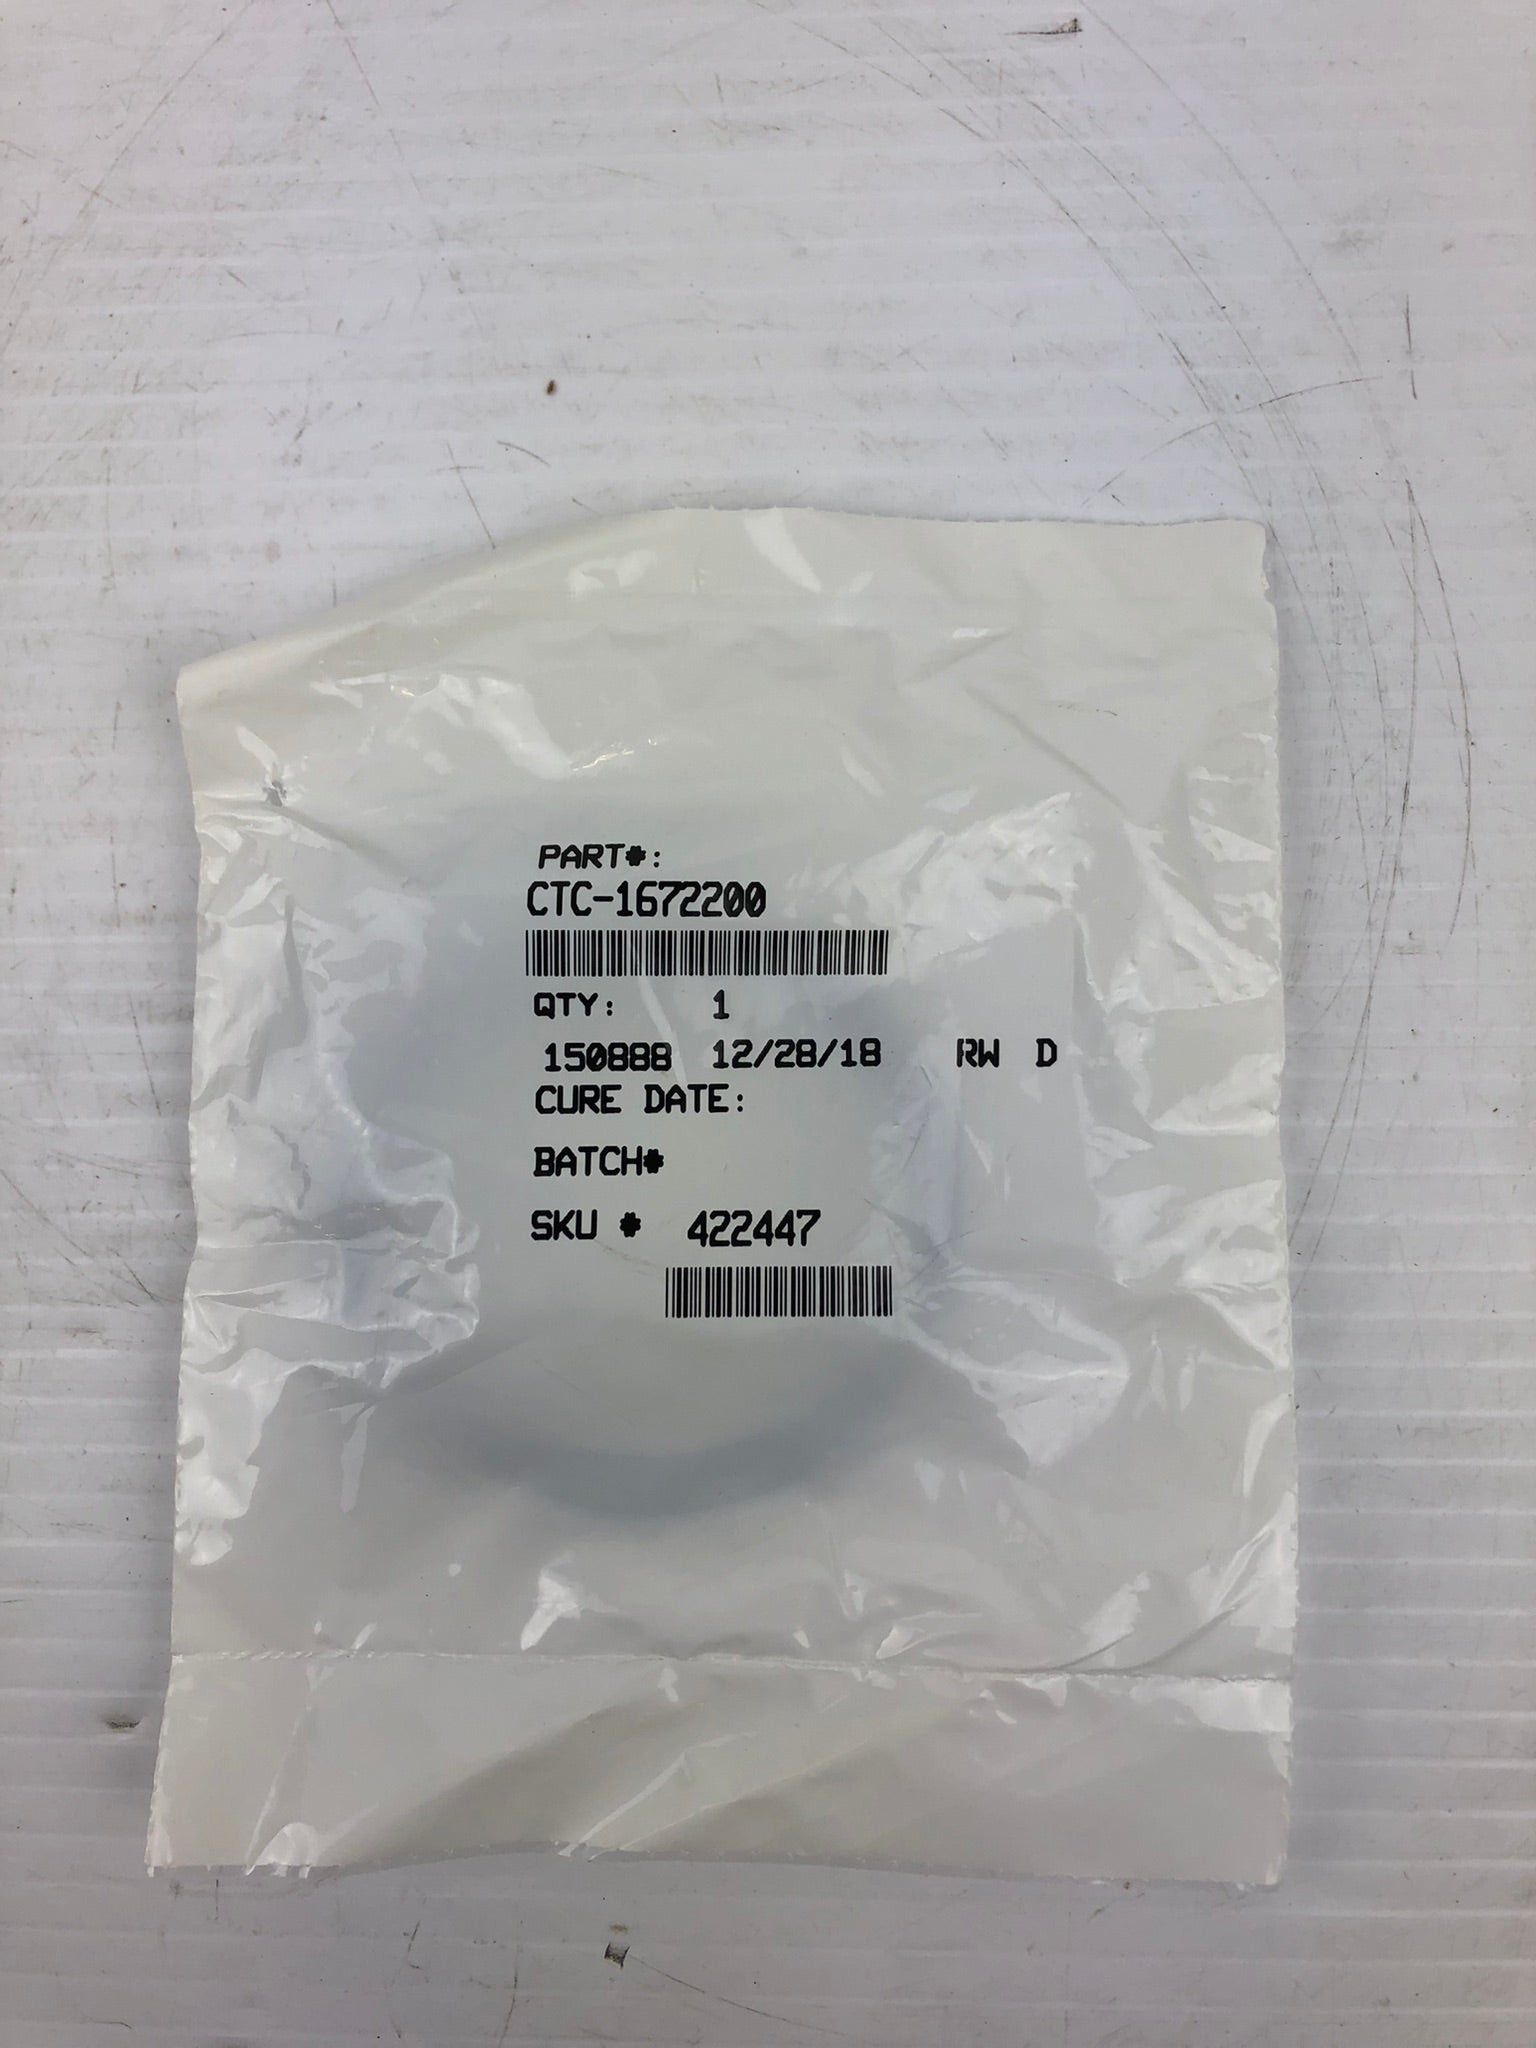 PART#:
CTC-1672200
QTY: 1
150888 12/28/18 RW D
CURE DATE:
BATCH#
SKU # 422447